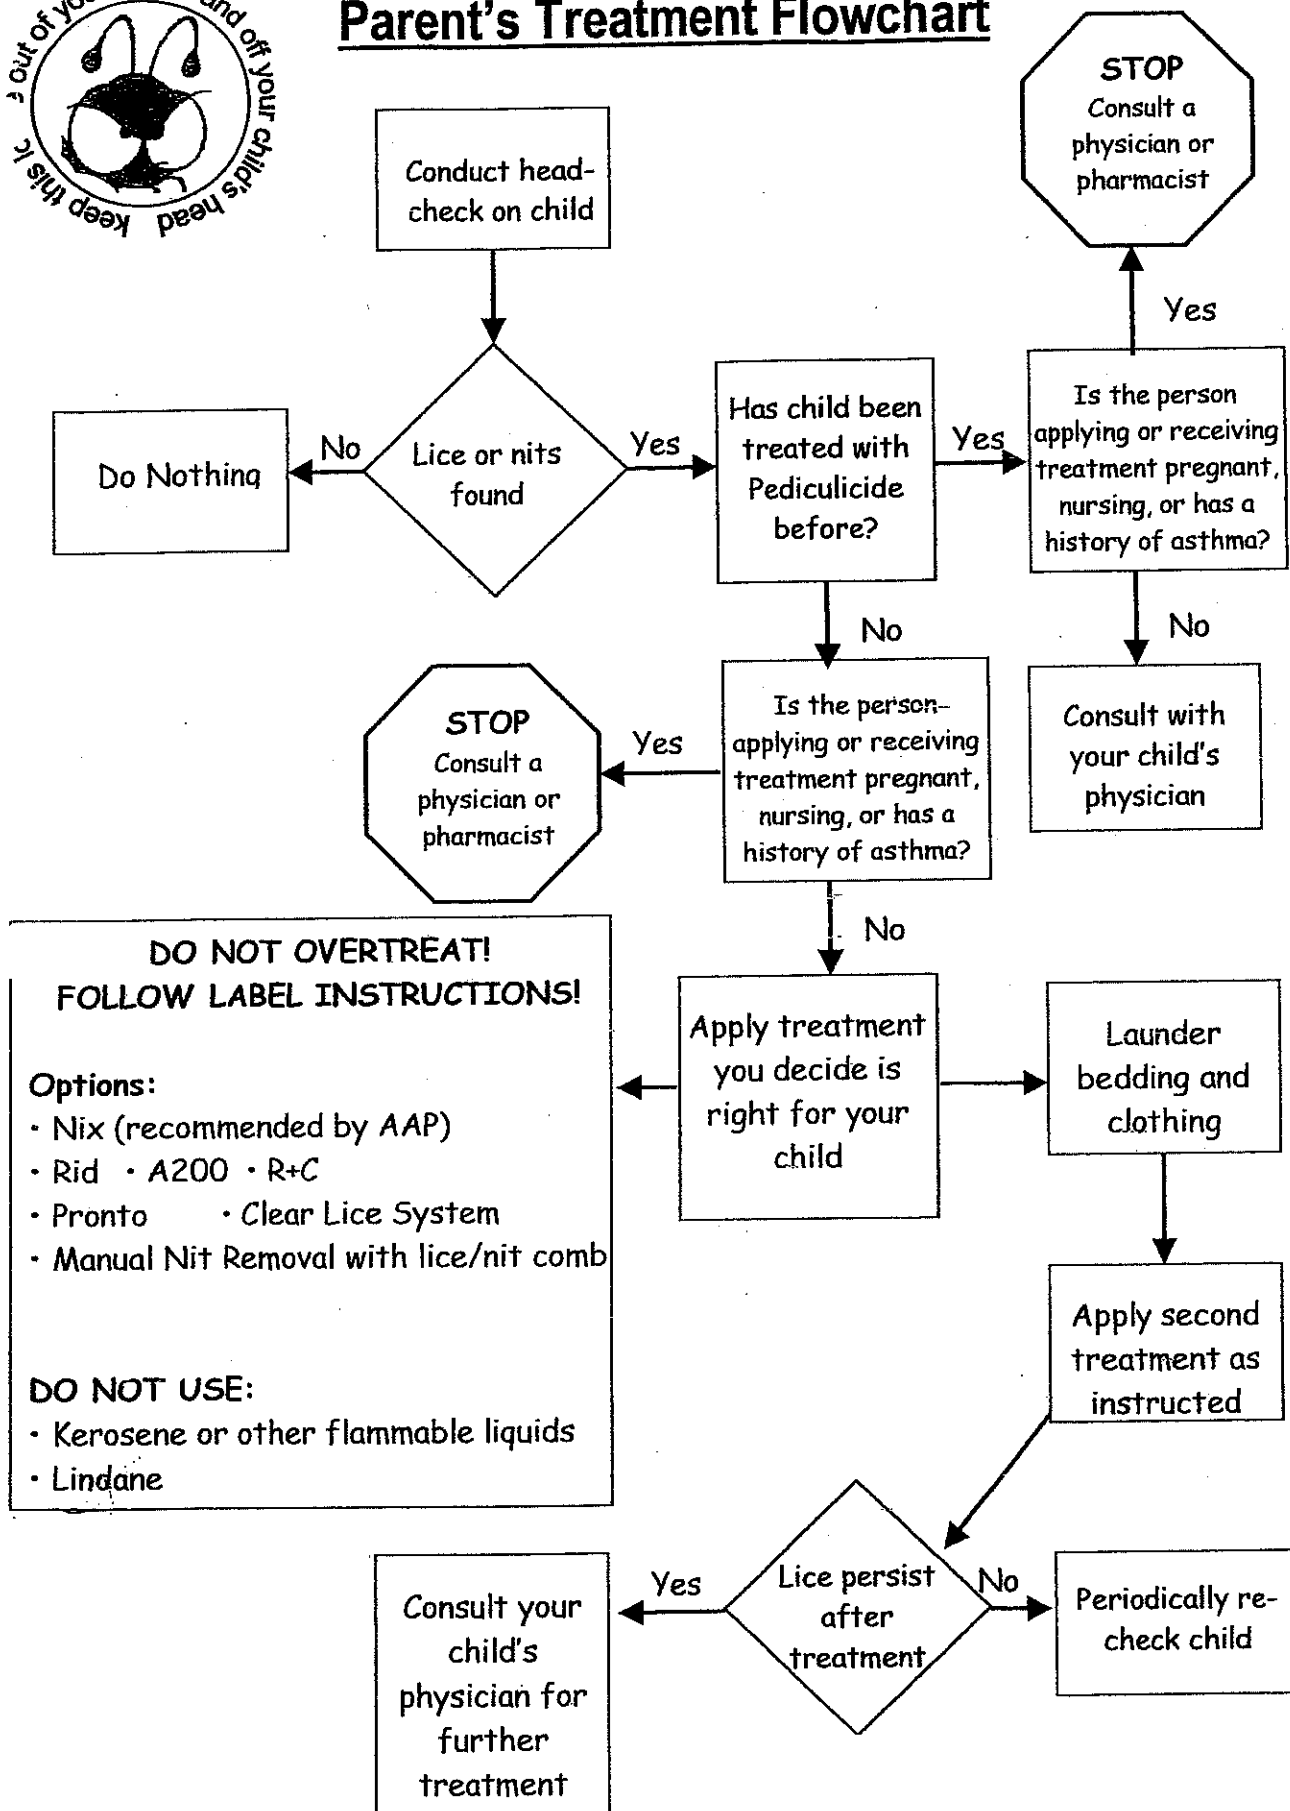 Parent's Treatment Flowchart
out of yo
and off your child's head
keep this
STOP
Consult a
physician or
pharmacist
Conduct head-
check on child
Yes
Do Nothing
No
Lice or nits
found
Yes
Has child been
treated with
Pediculicide
before?
Yes
Is the person
applying or receiving
treatment pregnant,
nursing, or has a
history of asthma?
No
No
STOP
Consult a
physician or
pharmacist
Yes
Is the person-
applying or receiving
treatment pregnant,
nursing, or has a
history of asthma?
Consult with
your child's
physician
No
DO NOT OVERTREAT!
FOLLOW LABEL INSTRUCTIONS!
Options:
· Nix (recommended by AAP)
· Rid · A200 · R+C
· Pronto · Clear Lice System
· Manual Nit Removal with lice/nit comb
DO NOT USE:
· Kerosene or other flammable liquids
· Lindane
Apply treatment
you decide is
right for your
child
Launder
bedding and
clothing
Apply second
treatment as
instructed
Lice persist
after
treatment
Yes
No
Consult your
child's
physician for
further
treatment
Periodically re-
check child